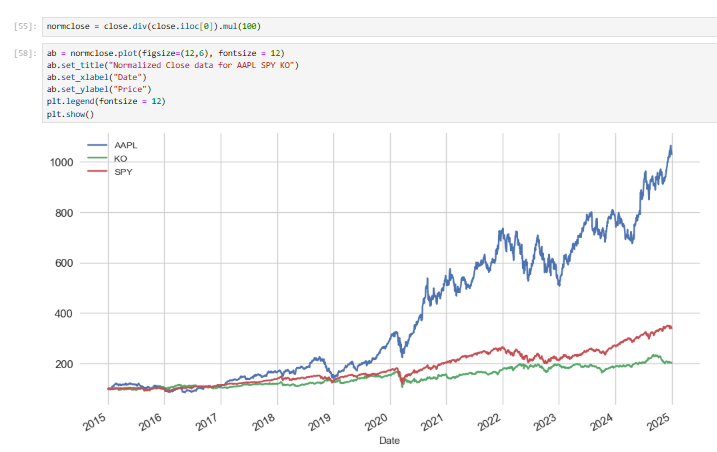 [55]: normclose = close.div(close.iloc[0]).mul(100)
[58]: ab = normclose.plot(figsize=(12,6), fontsize = 12)
ab.set_title("Normalized Close data for AAPL SPY KO")
ab.set_xlabel("Date")
ab.set_ylabel("Price")
plt.legend(fontsize = 12)
plt.show()
AAPL
KO
SPY
1000
800
600
400
200
2015 2016 2017 2018 2019 2020 2021 2022 2023 2024 2025
Date